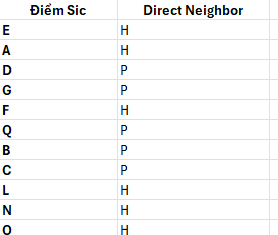 Điểm Sic Direct Neighbor
E H
A H
D P
G P
F H
Q P
B P
C P
L H
N H
O H